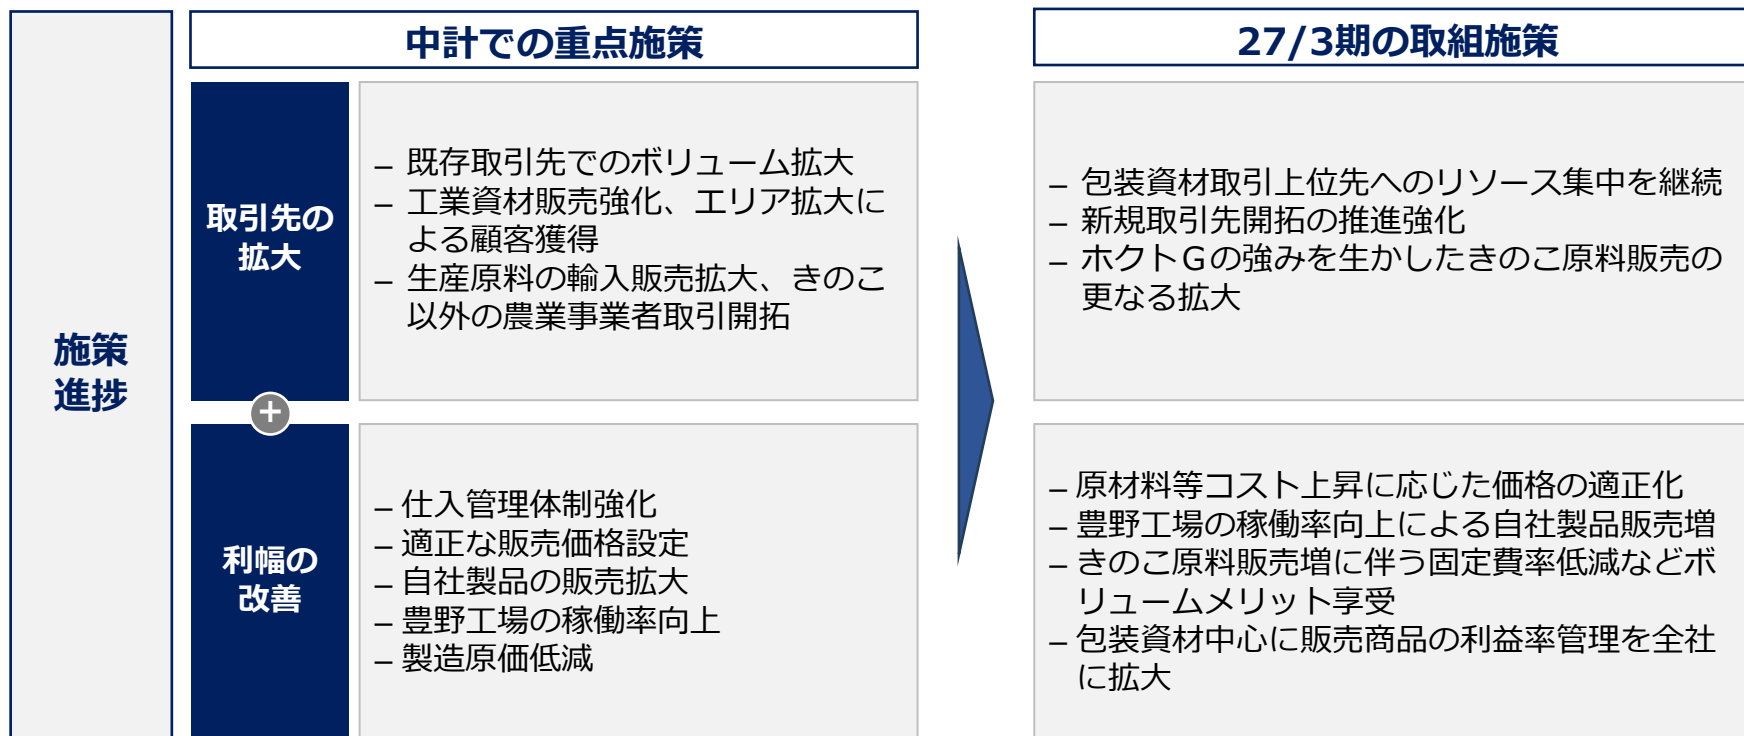 施策
進捗
中計での重点施策
27/3期の取組施策
取引先の
拡大
– 既存取引先でのボリューム拡大
– 工業資材販売強化、エリア拡大に
よる顧客獲得
– 生産原料の輸入販売拡大、きのこ
以外の農業事業者取引開拓
– 包装資材取引上位先へのリソース集中を継続
– 新規取引先開拓の推進強化
– ホクトGの強みを生かしたきのこ原料販売の
更なる拡大
+
利幅の
改善
– 仕入管理体制強化
– 適正な販売価格設定
– 自社製品の販売拡大
– 豊野工場の稼働率向上
– 製造原価低減
– 原材料等コスト上昇に応じた価格の適正化
– 豊野工場の稼働率向上による自社製品販売増
– きのこ原料販売増に伴う固定費率低減などボ
リュームメリット享受
– 包装資材中心に販売商品の利益率管理を全社
に拡大